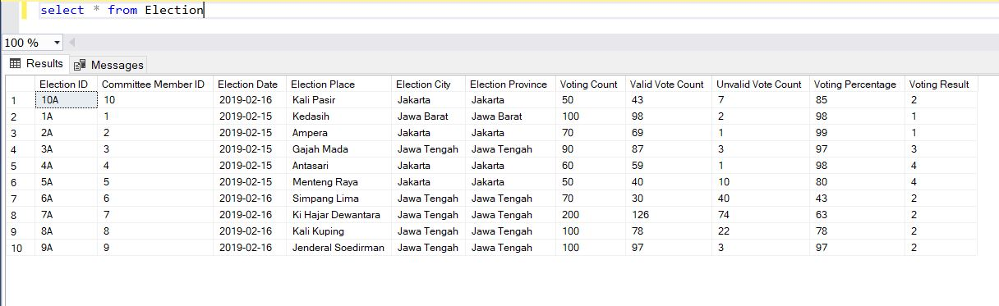 select * from Election
100 %
Results Messages
Election ID Committee Member ID Election Date Election Place Election City Election Province Voting Count Valid Vote Count Unvalid Vote Count Voting Percentage Voting Result
1 10A 10 2019-02-16 Kali Pasir Jakarta Jakarta 50 43 7 85 2
2 1A 1 2019-02-15 Kedasih Jawa Barat Jawa Barat 100 98 2 98 1
3 2A 2 2019-02-15 Ampera Jakarta Jakarta 70 69 1 99 1
4 3A 3 2019-02-15 Gajah Mada Jawa Tengah Jawa Tengah 90 87 3 97 3
5 4A 4 2019-02-15 Antasari Jakarta Jakarta 60 59 1 98 4
6 5A 5 2019-02-15 Menteng Raya Jakarta Jakarta 50 40 10 80 4
7 6A 6 2019-02-16 Simpang Lima Jawa Tengah Jawa Tengah 70 30 40 43 2
8 7A 7 2019-02-16 Ki Hajar Dewantara Jawa Tengah Jawa Tengah 200 126 74 63 2
9 8A 8 2019-02-16 Kali Kuping Jawa Tengah Jawa Tengah 100 78 22 78 2
10 9A 9 2019-02-16 Jenderal Soedirman Jawa Tengah Jawa Tengah 100 97 3 97 2